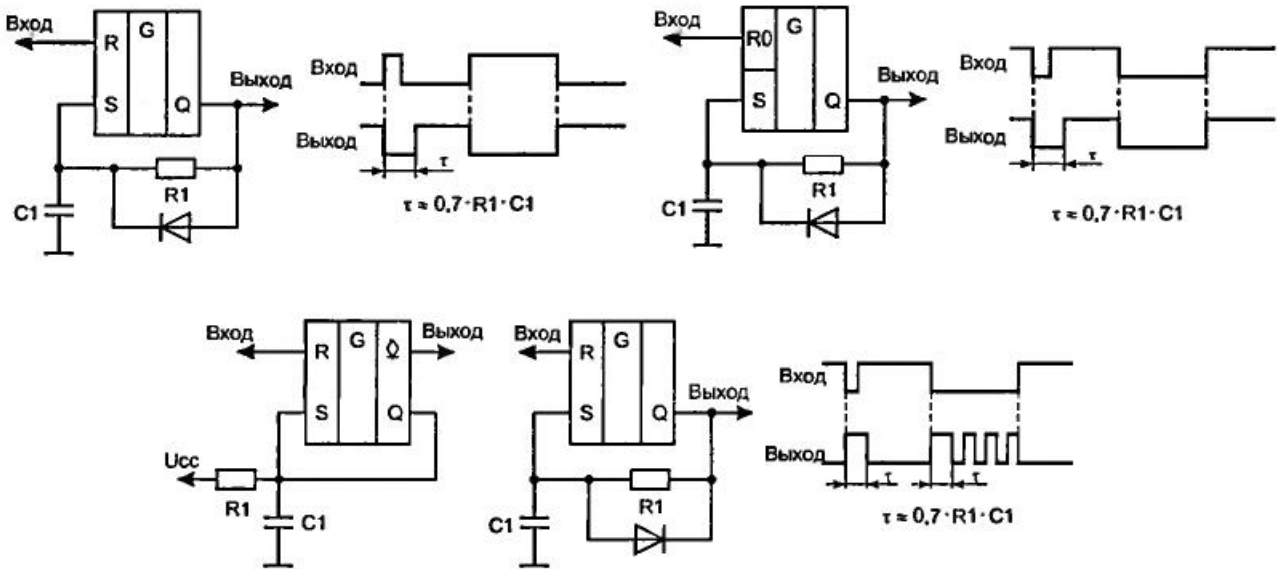 Вход
R G
Выход
S Q
R1
C1
Вход
Выход
τ
τ ≈ 0,7·R1·C1
Вход
R0 G
Выход
S Q
R1
C1
Вход
Выход
τ
τ ≈ 0,7·R1·C1
Вход
R G
Выход
S Q
Ucc
R1
C1
Вход
R G
Выход
S Q
R1
C1
Вход
Выход
τ τ
τ ≈ 0,7·R1·C1